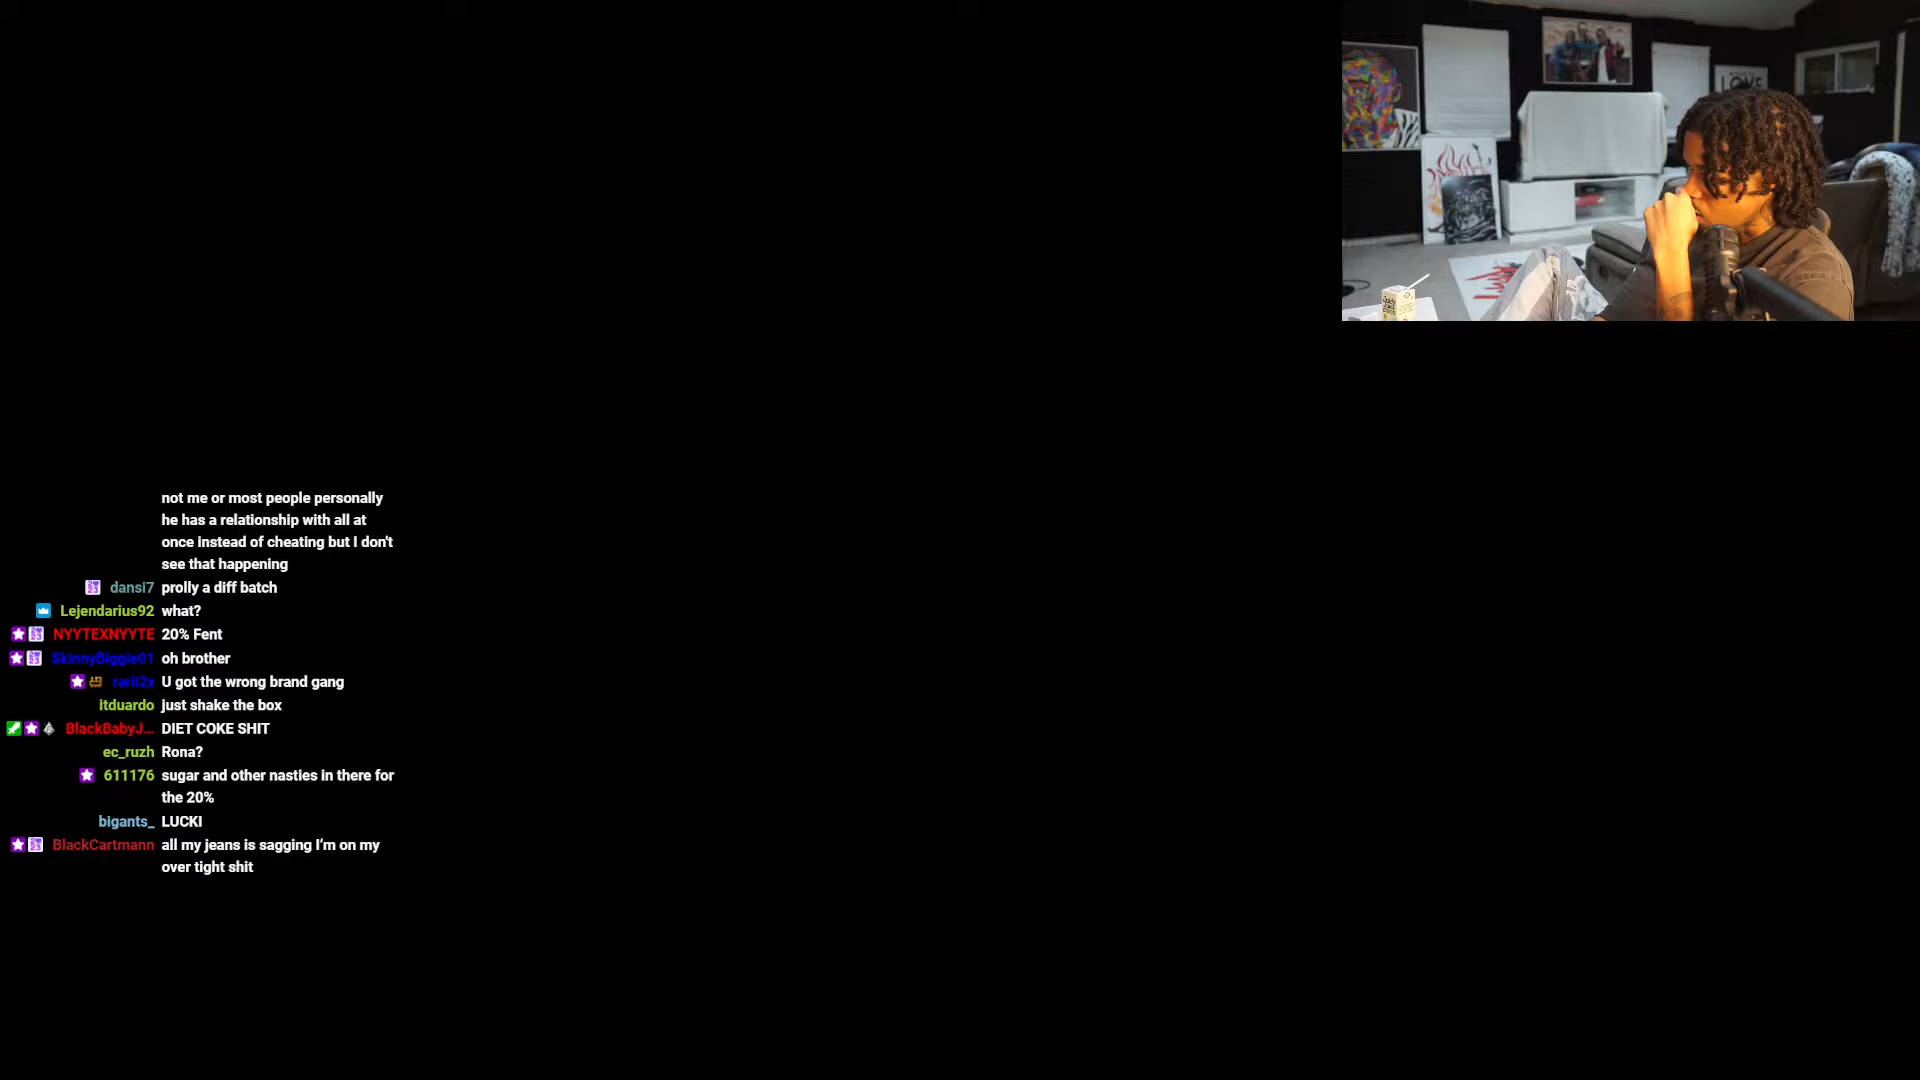 not me or most people personally
he has a relationship with all at
once instead of cheating but I don't
see that happening
dansi7 prolly a diff batch
Lejendarius92 what?
NYYTEXNYYTE 20% Fent
SkinnyBiggie01 oh brother
rarii2x U got the wrong brand gang
itduardo just shake the box
BlackBabyJ... DIET COKE SHIT
ec_ruzh Rona?
611176 sugar and other nasties in there for
the 20%
bigants_ LUCKI
BlackCartmann all my jeans is sagging I'm on my
over tight shit